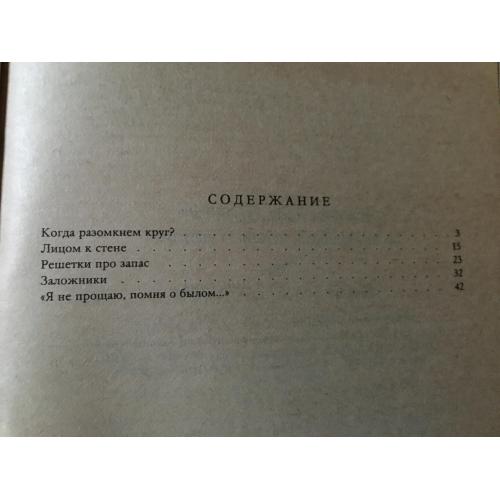 СОДЕРЖАНИЕ
Когда разомкнем круг? . . . . . . . . . . . . . . . . 3
Лицом к стене . . . . . . . . . . . . . . . . . . 15
Решетки про запас . . . . . . . . . . . . . . . . . 23
Заложники . . . . . . . . . . . . . . . . . . . 32
«Я не прощаю, помня о былом...» . . . . . . . . . . . . . 42